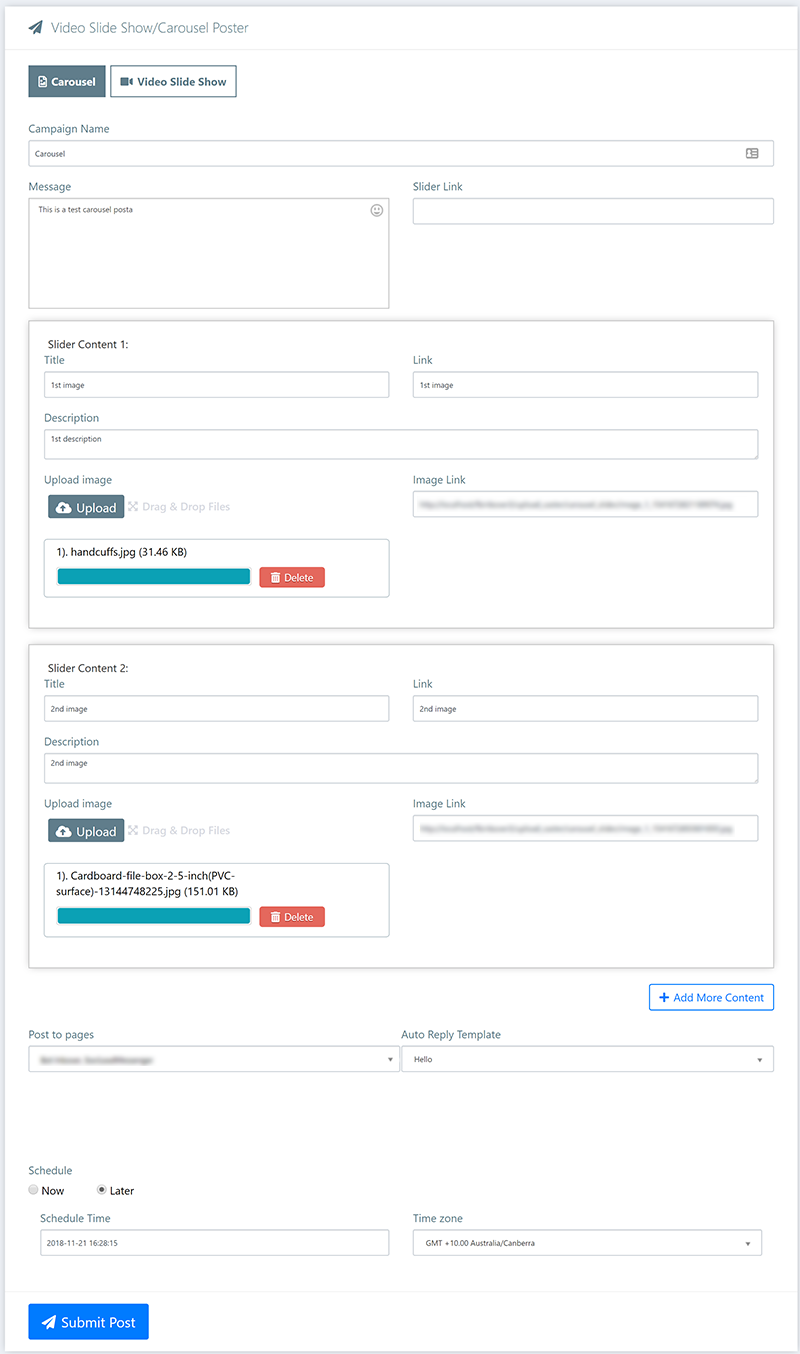 Video Slide Show/Carousel Poster
Carousel Video Slide Show
Campaign Name
Carousel
Message Slider Link
This is a test carousel posta
Slider Content 1:
Title Link
1st image 1st image
Description
1st description
Upload image Image Link
Upload Drag & Drop Files
1). handcuffs.jpg (31.46 KB)
Delete
Slider Content 2:
Title Link
2nd image 2nd image
Description
2nd image
Upload image Image Link
Upload Drag & Drop Files
1). Cardboard-file-box-2-5-inch(PVC-
surface)-13144748225.jpg (151.01 KB)
Delete
Add More Content
Post to pages Auto Reply Template
Hello
Schedule
Now Later
Schedule Time Time zone
2018-11-21 16:28:15 GMT +10.00 Australia/Canberra
Submit Post